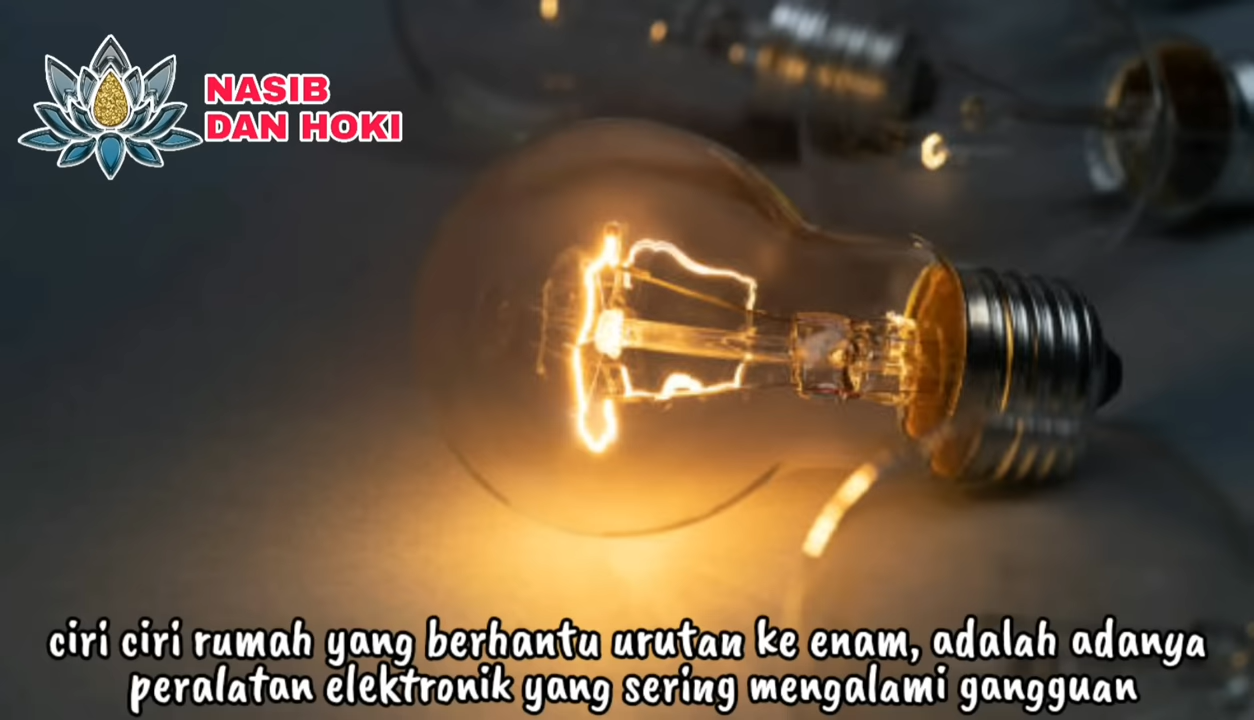 NASIB
DAN HOKI
ciri ciri rumah yang berhantu urutan ke enam, adalah adanya
peralatan elektronik yang sering mengalami gangguan